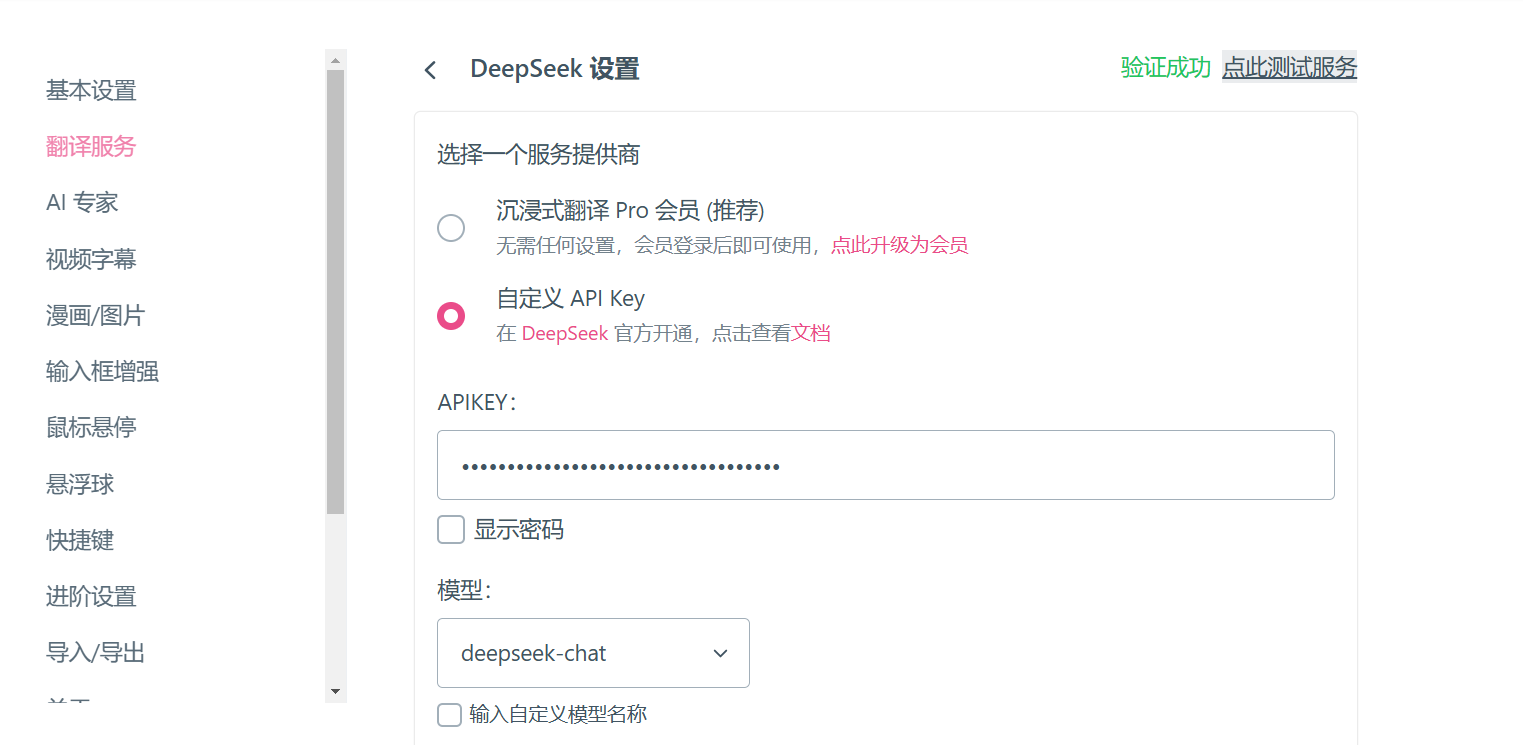 基本设置
翻译服务
AI 专家
视频字幕
漫画/图片
输入框增强
鼠标悬停
悬浮球
快捷键
进阶设置
导入/导出
DeepSeek 设置
验证成功 点此测试服务
选择一个服务提供商
沉浸式翻译 Pro 会员 (推荐)
无需任何设置，会员登录后即可使用，点此升级为会员
自定义 API Key
在 DeepSeek 官方开通，点击查看文档
APIKEY：
••••••••••••••••••••••••••••••••••••
显示密码
模型：
deepseek-chat
输入自定义模型名称